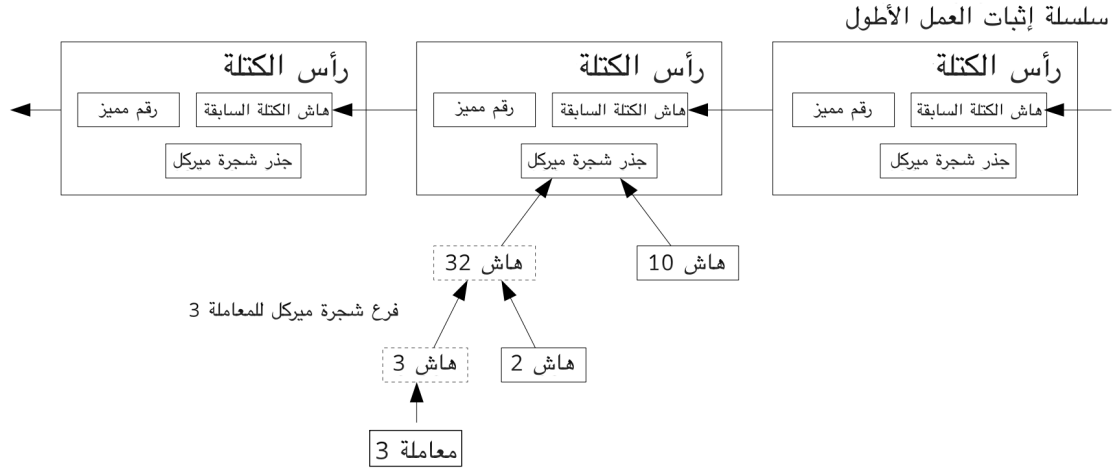 سلسلة إثبات العمل الأطول
رأس الكتلة
هاش الكتلة السابقة
رقم مميز
جذر شجرة ميركل
رأس الكتلة
هاش الكتلة السابقة
رقم مميز
جذر شجرة ميركل
رأس الكتلة
هاش الكتلة السابقة
رقم مميز
جذر شجرة ميركل
هاش 10
هاش 32
فرع شجرة ميركل للمعاملة 3
هاش 2
هاش 3
معاملة 3